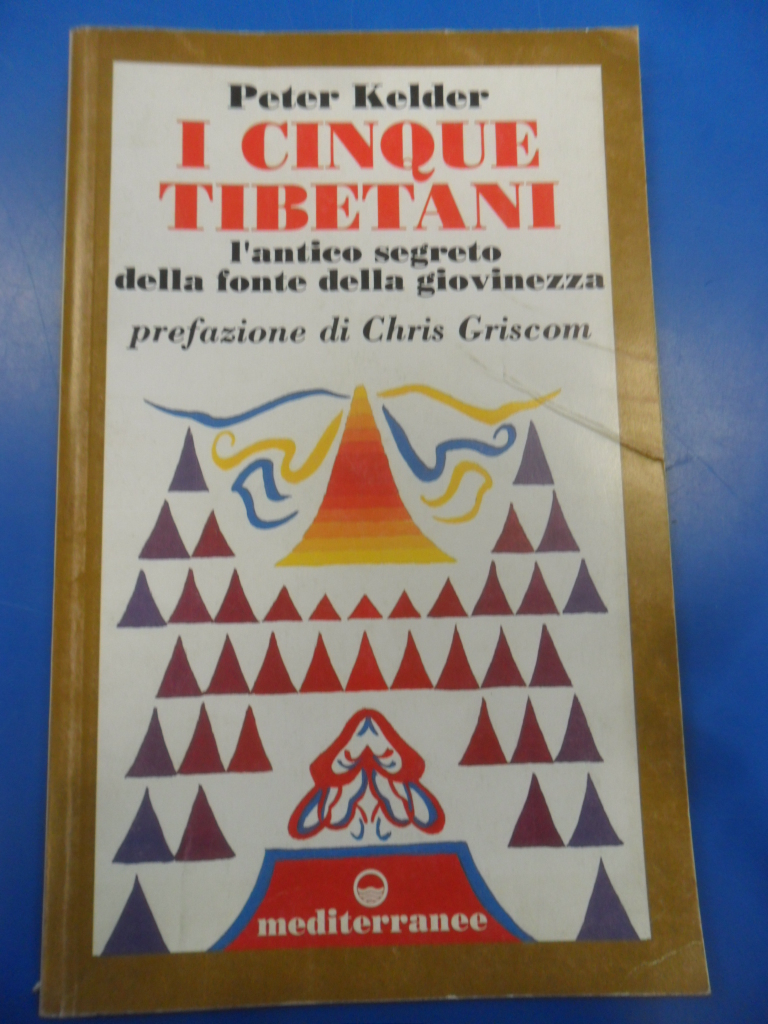 Peter Kelder
I CINQUE
TIBETANI
l'antico segreto
della fonte della giovinezza
prefazione di Chris Griscom
mediterranee